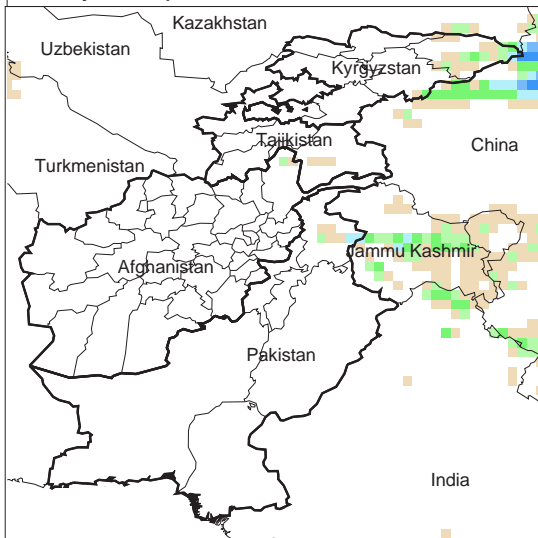 Kazakhstan
Uzbekistan
Kyrgyzstan
China
Tajikistan
Turkmenistan
Jammu Kashmir
Afghanistan
Pakistan
India